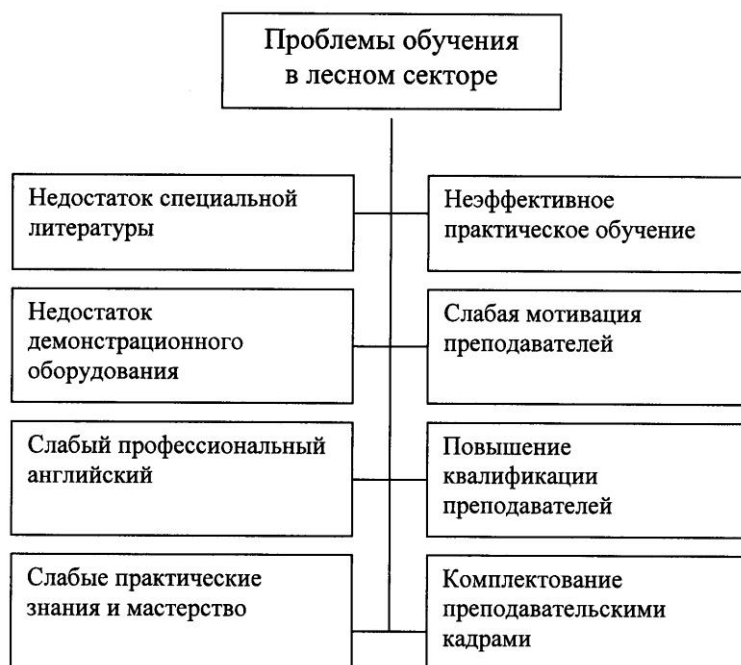 Проблемы обучения
в лесном секторе
Недостаток специальной
литературы
Неэффективное
практическое обучение
Недостаток
демонстрационного
оборудования
Слабая мотивация
преподавателей
Слабый профессиональный
английский
Повышение
квалификации
преподавателей
Слабые практические
знания и мастерство
Комплектование
преподавательскими
кадрами